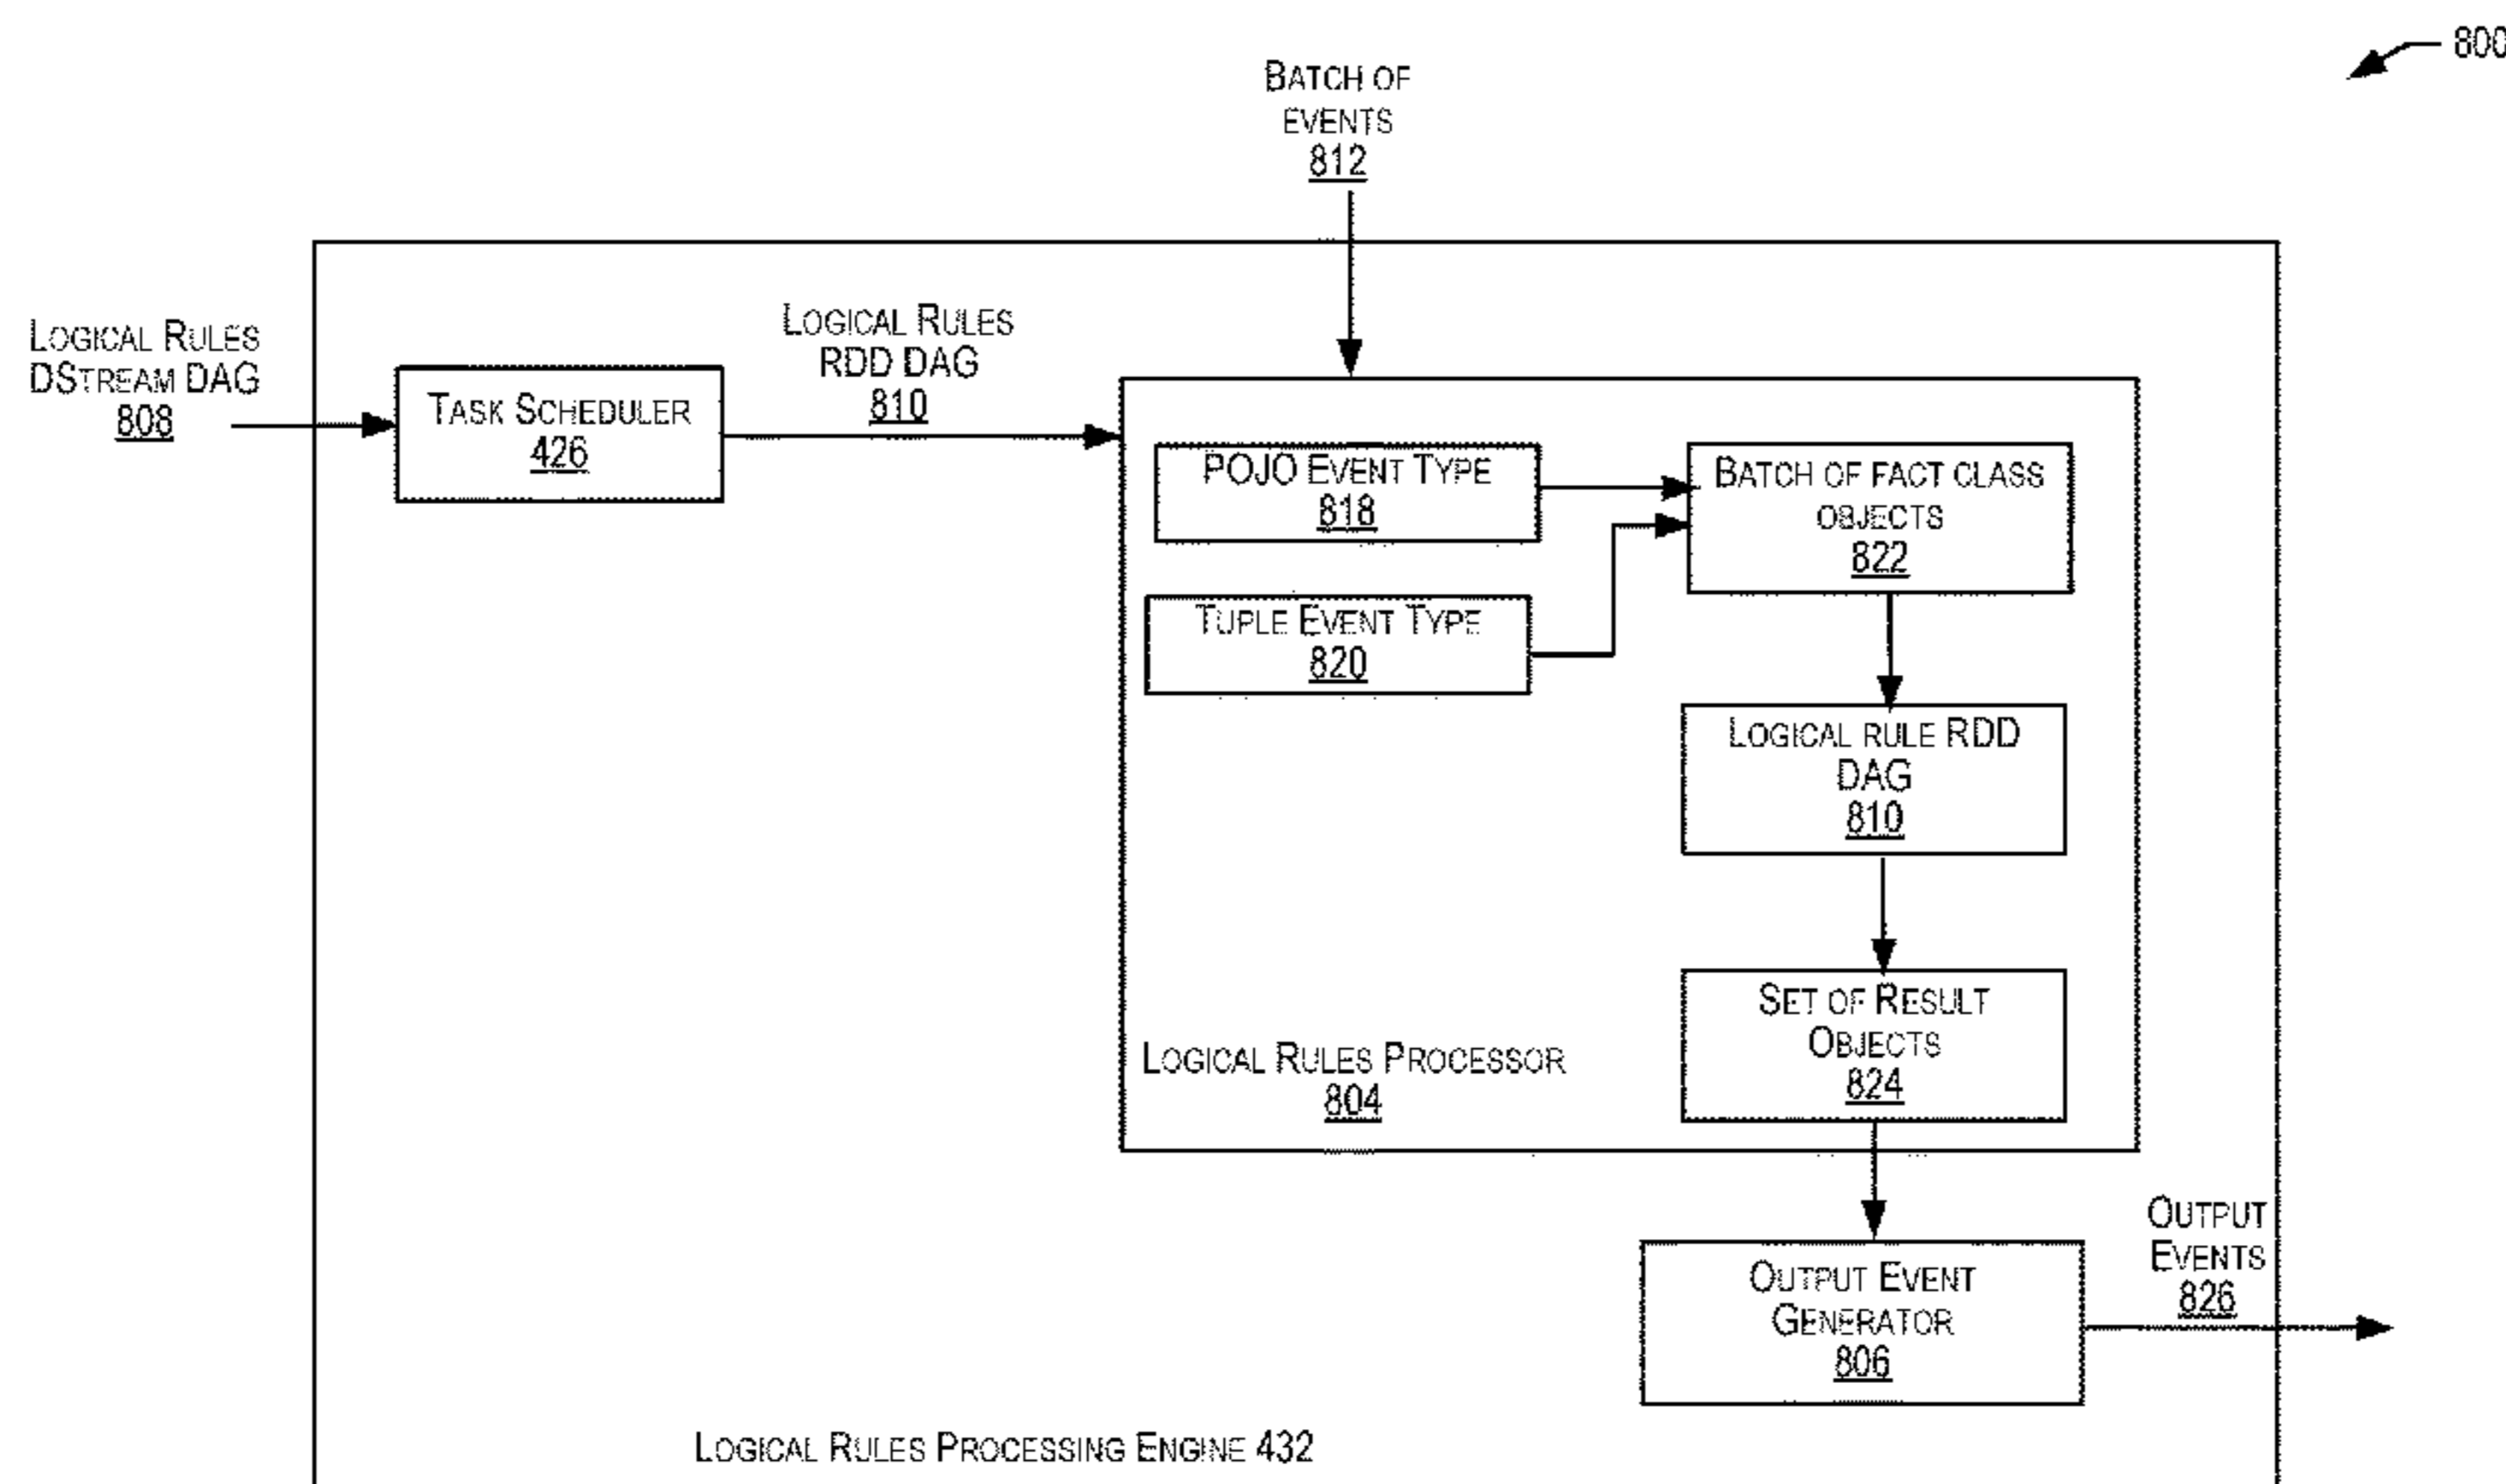 800
BATCH OF
EVENTS
812
LOGICAL RULES
DSTREAM DAG
808
TASK SCHEDULER
426
LOGICAL RULES
RDD DAG
810
POJO EVENT TYPE
818
TUPLE EVENT TYPE
820
BATCH OF FACT CLASS
OBJECTS
822
LOGICAL RULE RDD
DAG
810
SET OF RESULT
OBJECTS
824
LOGICAL RULES PROCESSOR
804
OUTPUT EVENT
GENERATOR
806
OUTPUT
EVENTS
826
LOGICAL RULES PROCESSING ENGINE 432